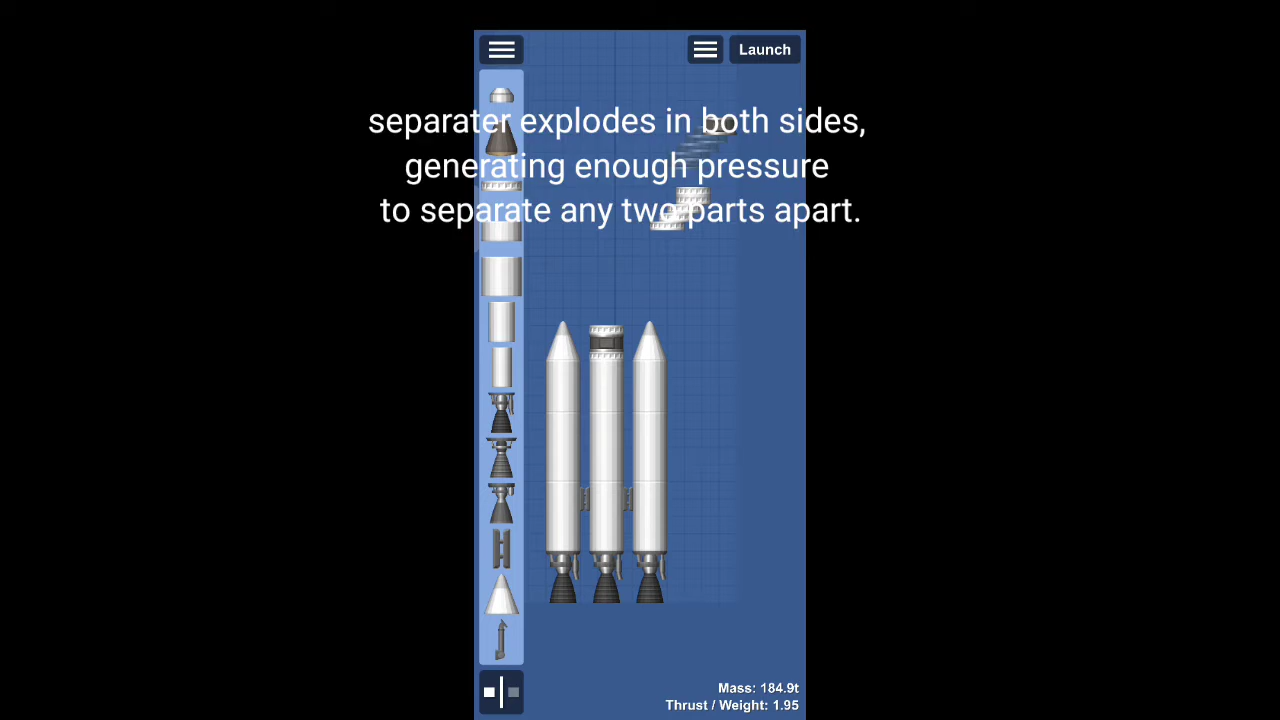 Launch
separater explodes in both sides,
generating enough pressure
to separate any two parts apart.
Mass: 184.9t
Thrust / Weight: 1.95